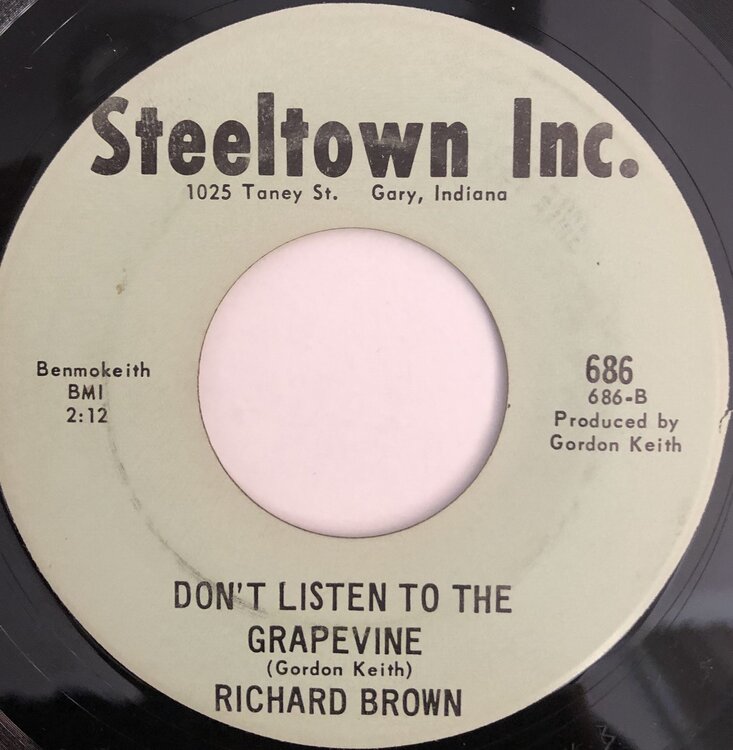 Steeltown Inc.
1025 Taney St. Gary, Indiana
Benmokeith
BMI
2:12
686
686-B
Produced by
Gordon Keith
DON'T LISTEN TO THE
GRAPEVINE
(Gordon Keith)
RICHARD BROWN